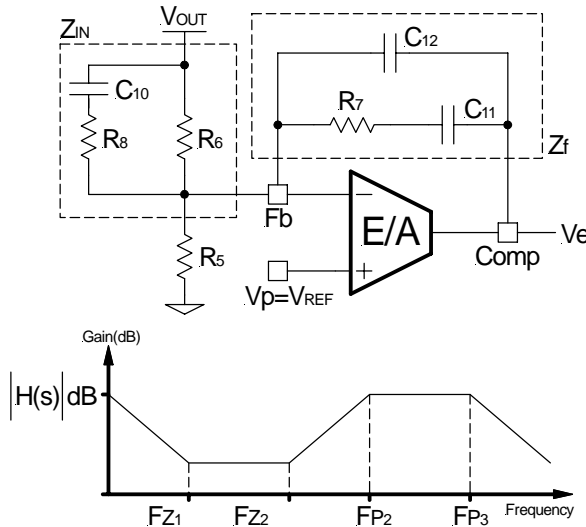 VOUT
ZIN
C12
C10
R7
C11
R8
R6
Zf
Fb
E/A
Ve
R5
Comp
Vp=VREF
Gain(dB)
|H(s)|dB
FZ1 FZ2 FP2 FP3 Frequency